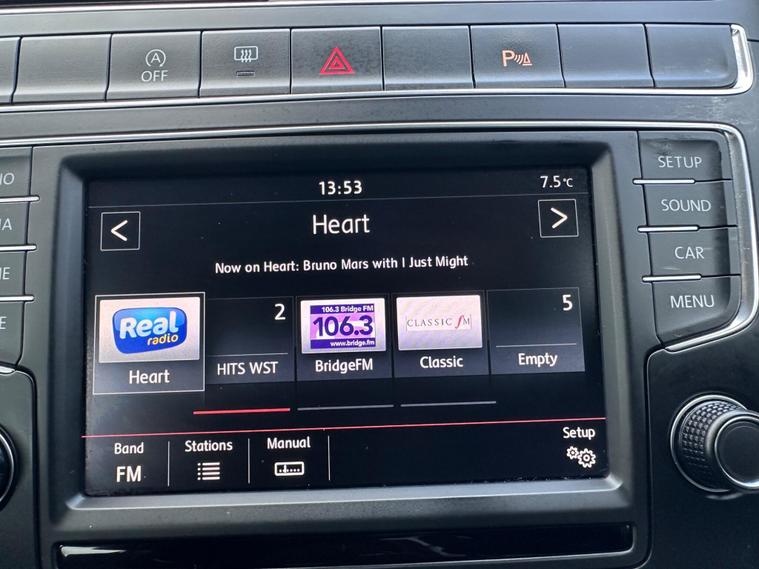 A OFF
P
SETUP
SOUND
CAR
MENU
13:53
7.5°C
< Heart >
Now on Heart: Bruno Mars with I Just Might
Real
radio
Heart
2
HITS WST
106.3 Bridge FM
106.3
www.bridge.fm
BridgeFM
CLASSIC fM
Classic
5
Empty
Band
FM
Stations
Manual
Setup